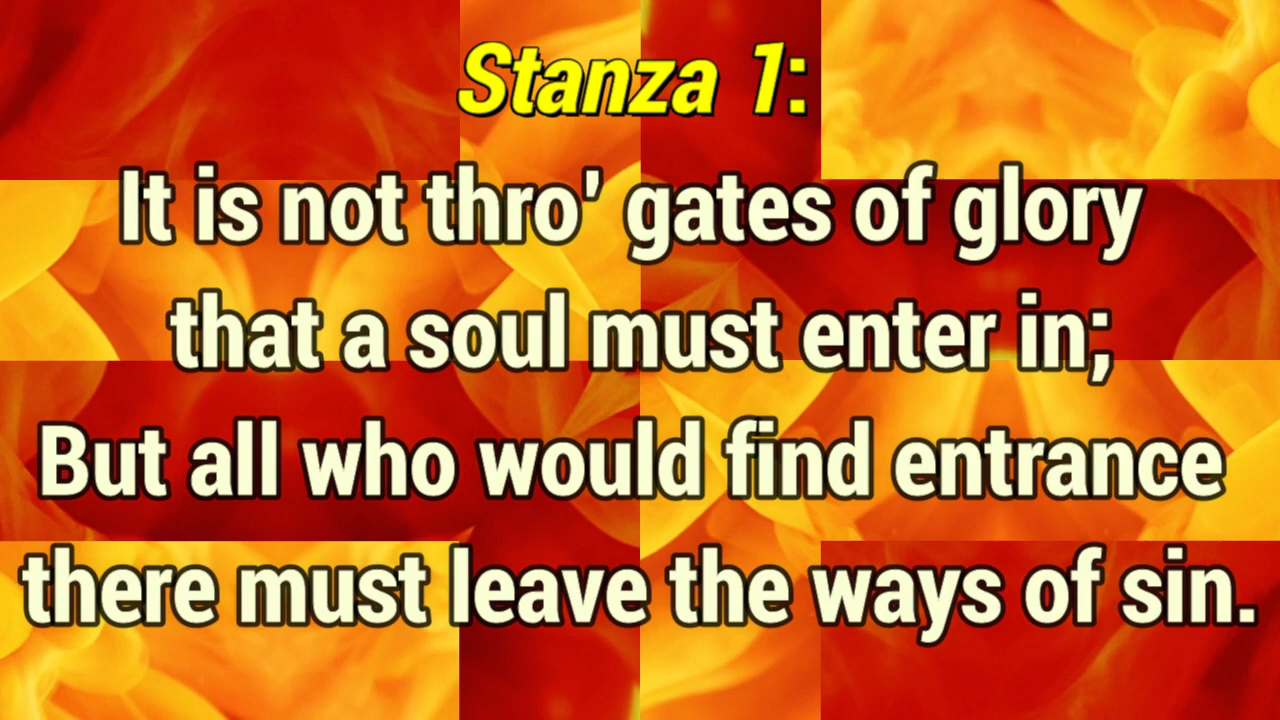 Stanza 1:
It is not thro' gates of glory
that a soul must enter in;
But all who would find entrance
there must leave the ways of sin.